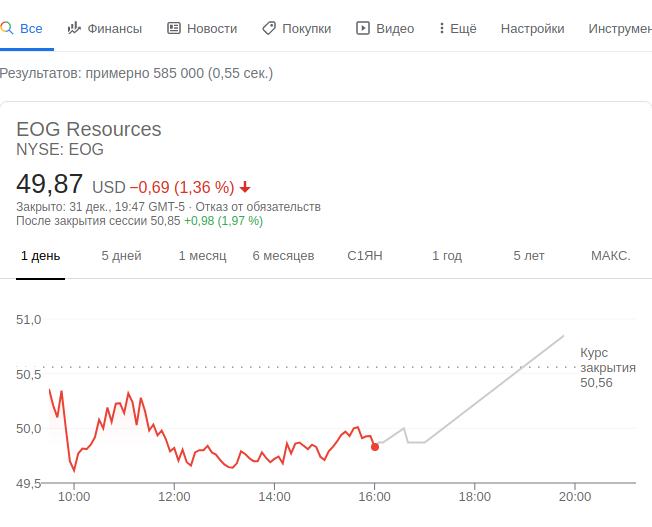 Все Финансы Новости Покупки Видео Ещё Настройки Инструмен
Результатов: примерно 585 000 (0,55 сек.)
EOG Resources
NYSE: EOG
49,87 USD −0,69 (1,36 %)
Закрыто: 31 дек., 19:47 GMT-5 · Отказ от обязательств
После закрытия сессии 50,85 +0,98 (1,97 %)
1 день 5 дней 1 месяц 6 месяцев С1ЯН 1 год 5 лет МАКС.
51,0
50,5
50,0
49,5
Курс
закрытия
50,56
10:00 12:00 14:00 16:00 18:00 20:00